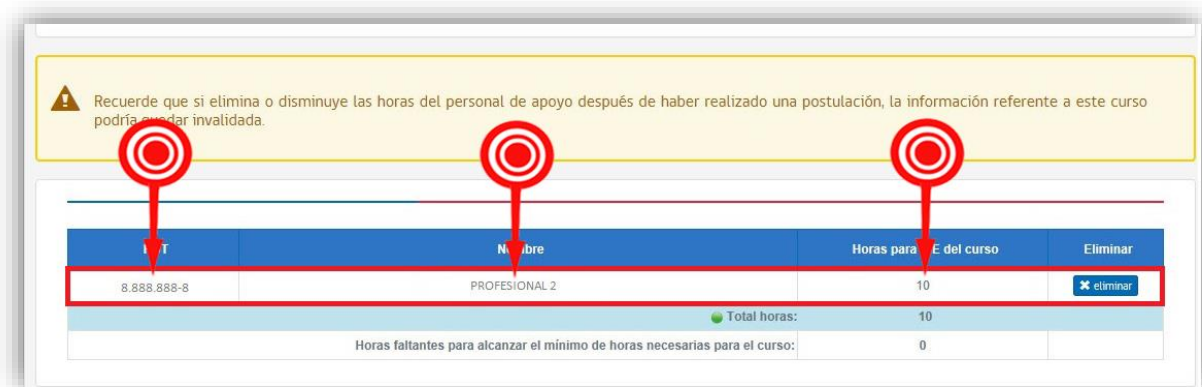 Recuerde que si elimina o disminuye las horas del personal de apoyo después de haber realizado una postulación, la información referente a este curso
podría quedar invalidada.
Nombre Horas para del curso Eliminar
8.888.888-8 PROFESIONAL 2 10 eliminar
Total horas: 10
Horas faltantes para alcanzar el mínimo de horas necesarias para el curso: 0